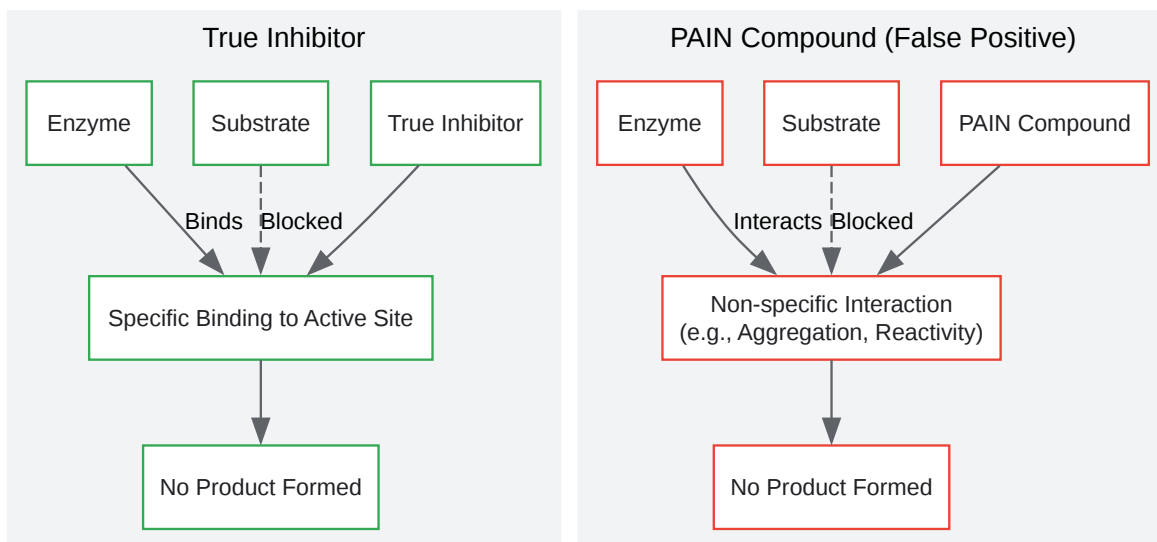 True Inhibitor
Enzyme
Substrate
True Inhibitor
Binds
Blocked
Specific Binding to Active Site
No Product Formed
PAIN Compound (False Positive)
Enzyme
Substrate
PAIN Compound
Interacts
Blocked
Non-specific Interaction
(e.g., Aggregation, Reactivity)
No Product Formed